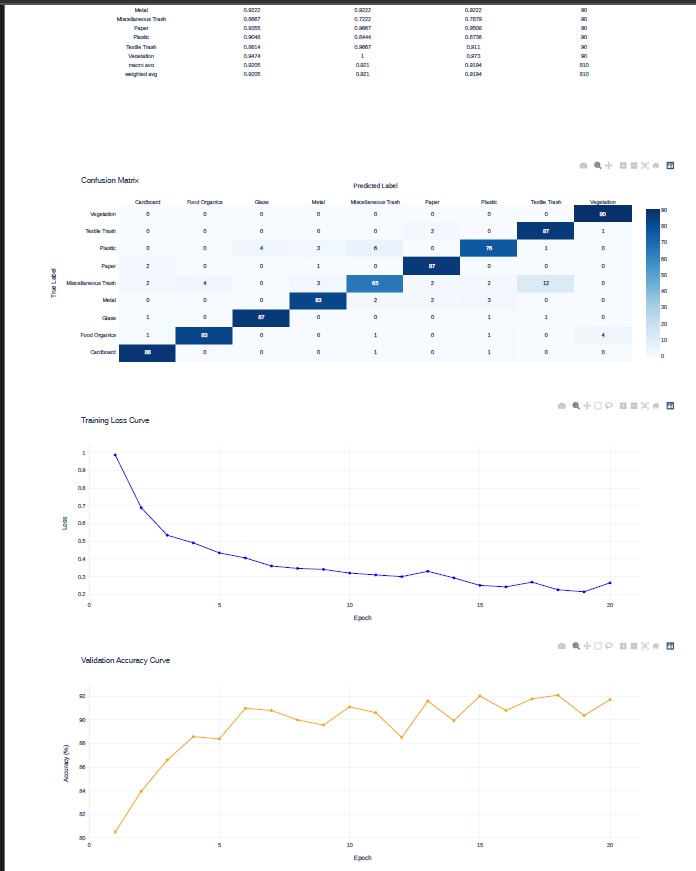 Metal 0.9222 0.9222 0.9222 90
Miscellaneous Trash 0.8667 0.7222 0.7879 90
Paper 0.9355 0.9667 0.9508 90
Plastic 0.9048 0.8444 0.8736 90
Textile Trash 0.8614 0.9667 0.911 90
Vegetation 0.9474 1 0.973 90
macro avg 0.9205 0.921 0.9194 810
weighted avg 0.9205 0.921 0.9194 810
Confusion Matrix
Predicted Label
Cardboard Food Organics Glass Metal Miscellaneous Trash Paper Plastic Textile Trash Vegetation
True Label
Vegetation 0 0 0 0 0 0 0 0 90
Textile Trash 0 0 0 0 0 2 0 87 1
Plastic 0 0 4 3 6 0 76 1 0
Paper 2 0 0 1 0 87 0 0 0
Miscellaneous Trash 2 4 0 3 65 2 2 12 0
Metal 0 0 0 83 2 2 3 0 0
Glass 1 0 87 0 0 0 1 1 0
Food Organics 1 83 0 0 1 0 1 0 4
Cardboard 88 0 0 0 1 0 1 0 0
90
80
70
60
50
40
30
20
10
0
Training Loss Curve
Loss
1
0.9
0.8
0.7
0.6
0.5
0.4
0.3
0.2
0 5 10 15 20
Epoch
Validation Accuracy Curve
Accuracy (%)
92
90
88
86
84
82
80
0 5 10 15 20
Epoch